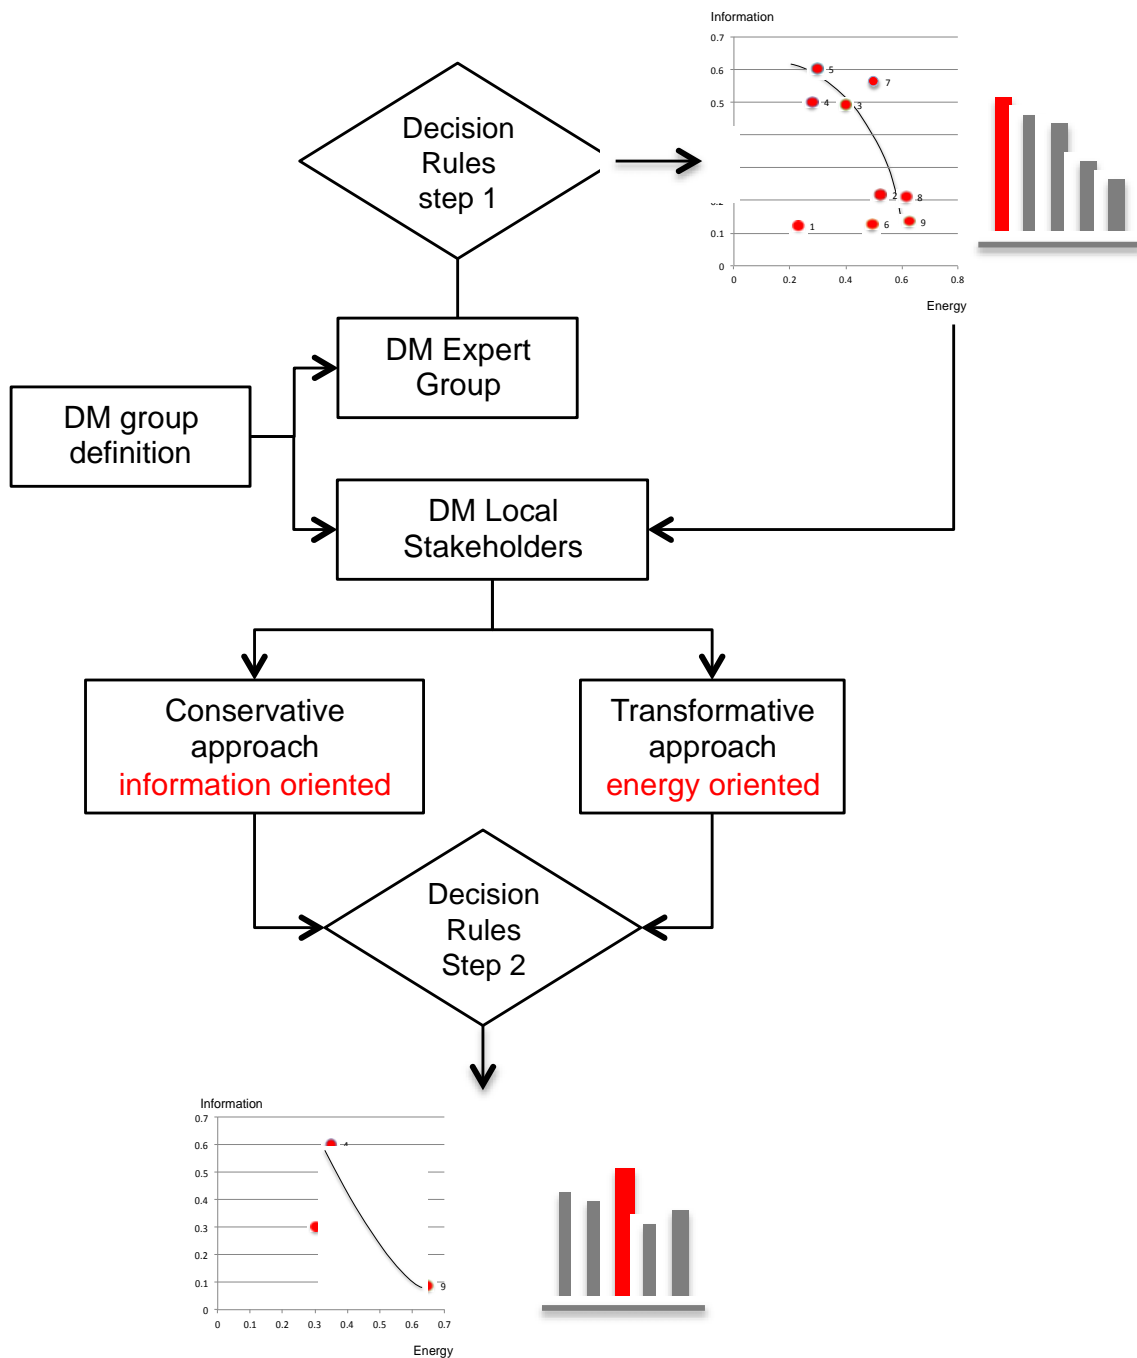 Information
0.7
0.6
0.5
0.1
0
0
0.2
0.4
0.6
0.8
Energy
5
7
4
3
2
8
1
6
9
Decision
Rules
step 1
DM Expert
Group
DM group
definition
DM Local
Stakeholders
Conservative
approach
information oriented
Transformative
approach
energy oriented
Decision
Rules
Step 2
Information
0.7
0.6
0.5
0.4
0.3
0.2
0.1
0
0
0.1
0.2
0.3
0.4
0.5
0.6
0.7
Energy
9